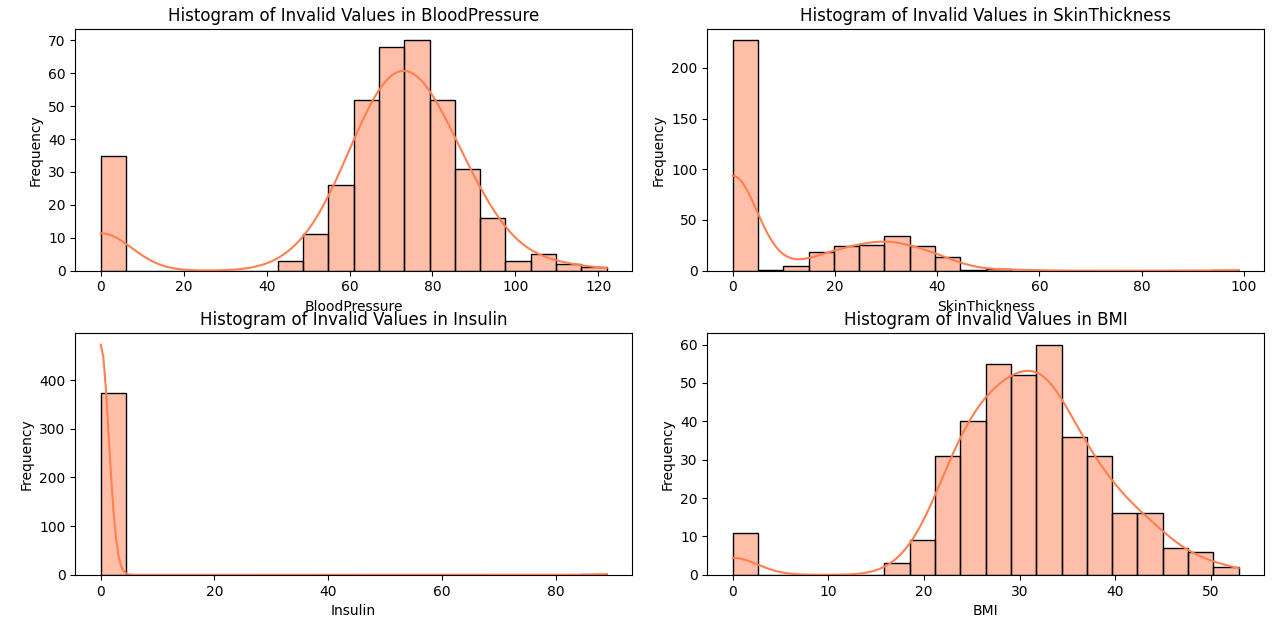 Histogram of Invalid Values in BloodPressure
Frequency
70
60
50
40
30
20
10
0
0 20 40 60 80 100 120
BloodPressure
Histogram of Invalid Values in SkinThickness
Frequency
200
150
100
50
0
0 20 40 60 80 100
SkinThickness
Histogram of Invalid Values in Insulin
Frequency
400
300
200
100
0
0 20 40 60 80
Insulin
Histogram of Invalid Values in BMI
Frequency
60
50
40
30
20
10
0
0 10 20 30 40 50
BMI